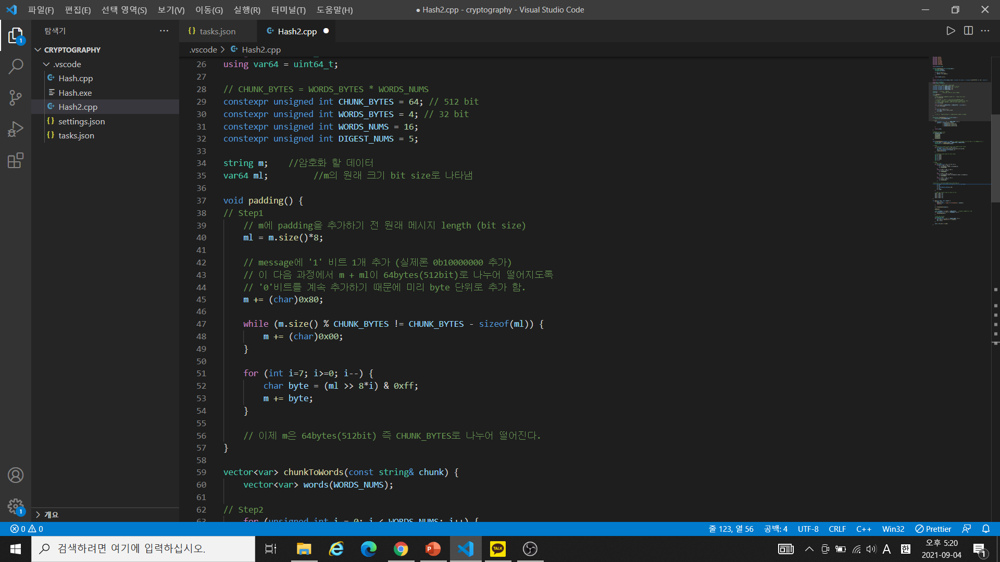 파일(F) 편집(E) 선택 영역(S) 보기(V) 이동(G) 실행(R) 터미널(T) 도움말(H)
● Hash2.cpp - cryptography - Visual Studio Code
탐색기
CRYPTOGRAPHY
.vscode
Hash.cpp
Hash.exe
Hash2.cpp
settings.json
tasks.json
개요
1
1
tasks.json
Hash2.cpp
.vscode > Hash2.cpp
26 using var64 = uint64_t;
27
28 // CHUNK_BYTES = WORDS_BYTES * WORDS_NUMS
29 constexpr unsigned int CHUNK_BYTES = 64; // 512 bit
30 constexpr unsigned int WORDS_BYTES = 4; // 32 bit
31 constexpr unsigned int WORDS_NUMS = 16;
32 constexpr unsigned int DIGEST_NUMS = 5;
33
34 string m;    //암호화 할 데이터
35 var64 ml;         //m의 원래 크기 bit size로 나타냄
36
37 void padding() {
38 // Step1
39     // m에 padding을 추가하기 전 원래 메시지 length (bit size)
40     ml = m.size()*8;
41
42     // message에 '1' 비트 1개 추가 (실제론 0b10000000 추가)
43     // 이 다음 과정에서 m + ml이 64bytes(512bit)로 나누어 떨어지도록
44     // '0'비트를 계속 추가하기 때문에 미리 byte 단위로 추가 함.
45     m += (char)0x80;
46
47     while (m.size() % CHUNK_BYTES != CHUNK_BYTES - sizeof(ml)) {
48         m += (char)0x00;
49     }
50
51     for (int i=7; i>=0; i--) {
52         char byte = (ml >> 8*i) & 0xff;
53         m += byte;
54     }
55
56     // 이제 m은 64bytes(512bit) 즉 CHUNK_BYTES로 나누어 떨어진다.
57 }
58
59 vector<var> chunkToWords(const string& chunk) {
60     vector<var> words(WORDS_NUMS);
61
62 // Step2
63     for (unsigned int i = 0; i < WORDS_NUMS; i++) {
0 0
줄 123, 열 56 공백: 4 UTF-8 CRLF C++ Win32 Prettier
검색하려면 여기에 입력하십시오.
TALK
A 한
오후 5:20
2021-09-04
1